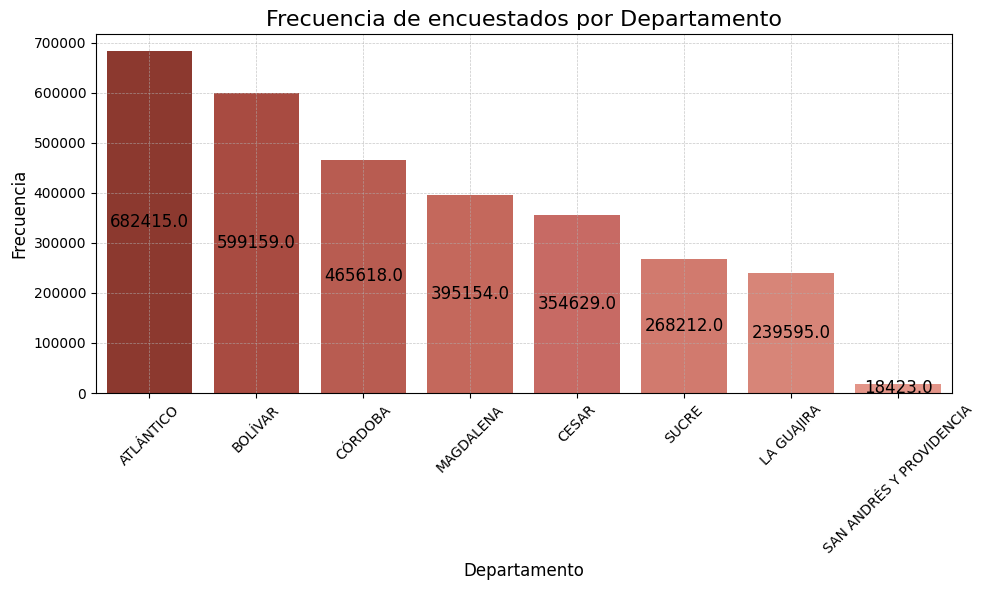 Frecuencia de encuestados por Departamento
Frecuencia
700000
600000
500000
400000
300000
200000
100000
0
682415.0
599159.0
465618.0
395154.0
354629.0
268212.0
239595.0
18423.0
ATLÁNTICO
BOLÍVAR
CÓRDOBA
MAGDALENA
CESAR
SUCRE
LA GUAJIRA
SAN ANDRÉS Y PROVIDENCIA
Departamento